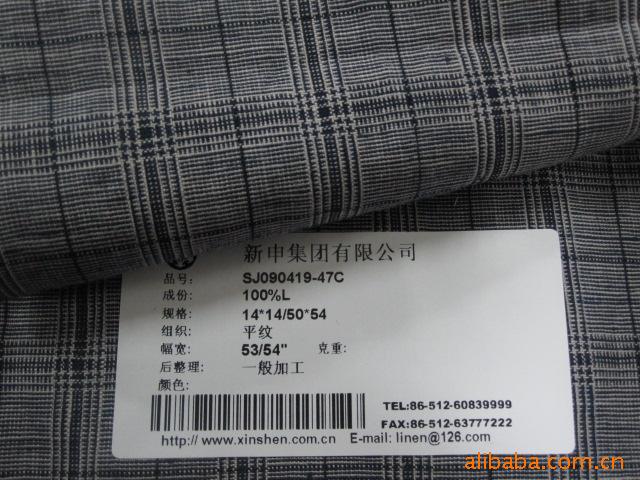 新申集团有限公司
品号: SJ090419-47C
成份: 100%L
规格: 14*14/50*54
组织: 平纹
幅宽: 53/54" 克重:
后整理: 一般加工
颜色:
TEL:86-512-60839999
FAX:86-512-63777222
http://www.xinshen.com.cn E-mail: linen@126.com
alibaba.com.cn